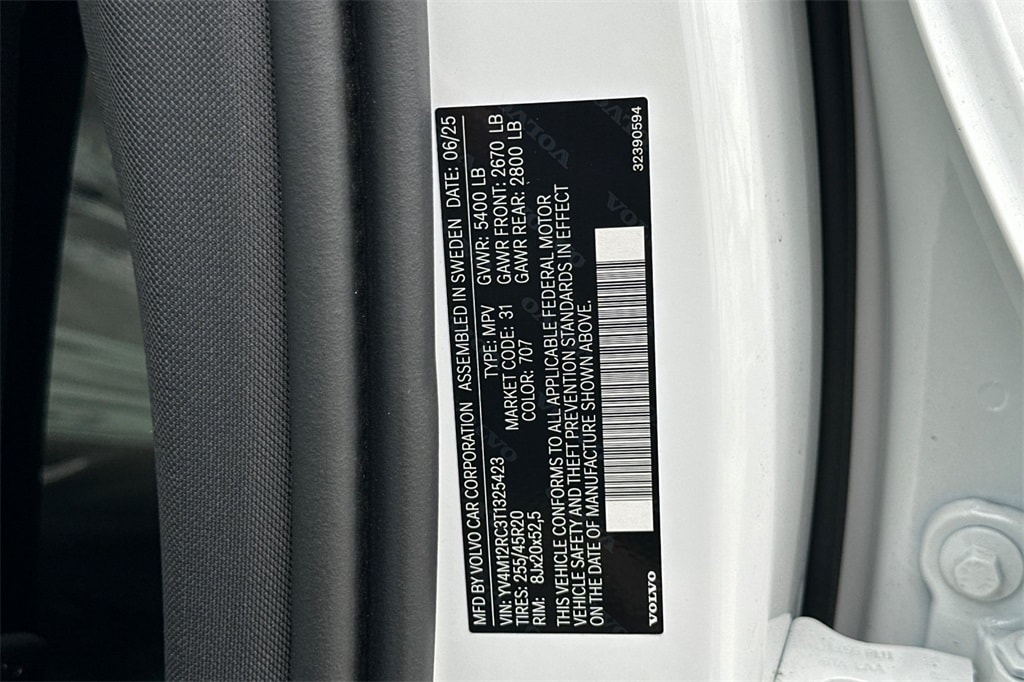 MFD BY VOLVO CAR CORPORATION ASSEMBLED IN SWEDEN DATE: 06/25
VIN: YV4M12RC3T1325423 TYPE: MPV GVWR: 5400 LB
TIRES: 255/45R20 MARKET CODE: 31 GAWR FRONT: 2670 LB
RIM: 8Jx20x52,5 COLOR: 707 GAWR REAR: 2800 LB
THIS VEHICLE CONFORMS TO ALL APPLICABLE FEDERAL MOTOR
VEHICLE SAFETY AND THEFT PREVENTION STANDARDS IN EFFECT
ON THE DATE OF MANUFACTURE SHOWN ABOVE.
VOLVO 32390594